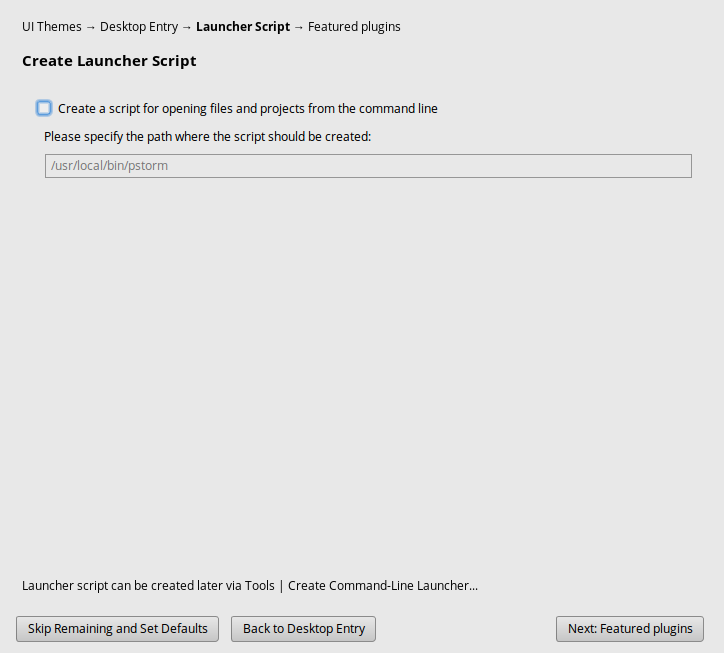 UI Themes → Desktop Entry → Launcher Script → Featured plugins
Create Launcher Script
Create a script for opening files and projects from the command line
Please specify the path where the script should be created:
/usr/local/bin/pstorm
Launcher script can be created later via Tools | Create Command-Line Launcher...
Skip Remaining and Set Defaults Back to Desktop Entry Next: Featured plugins